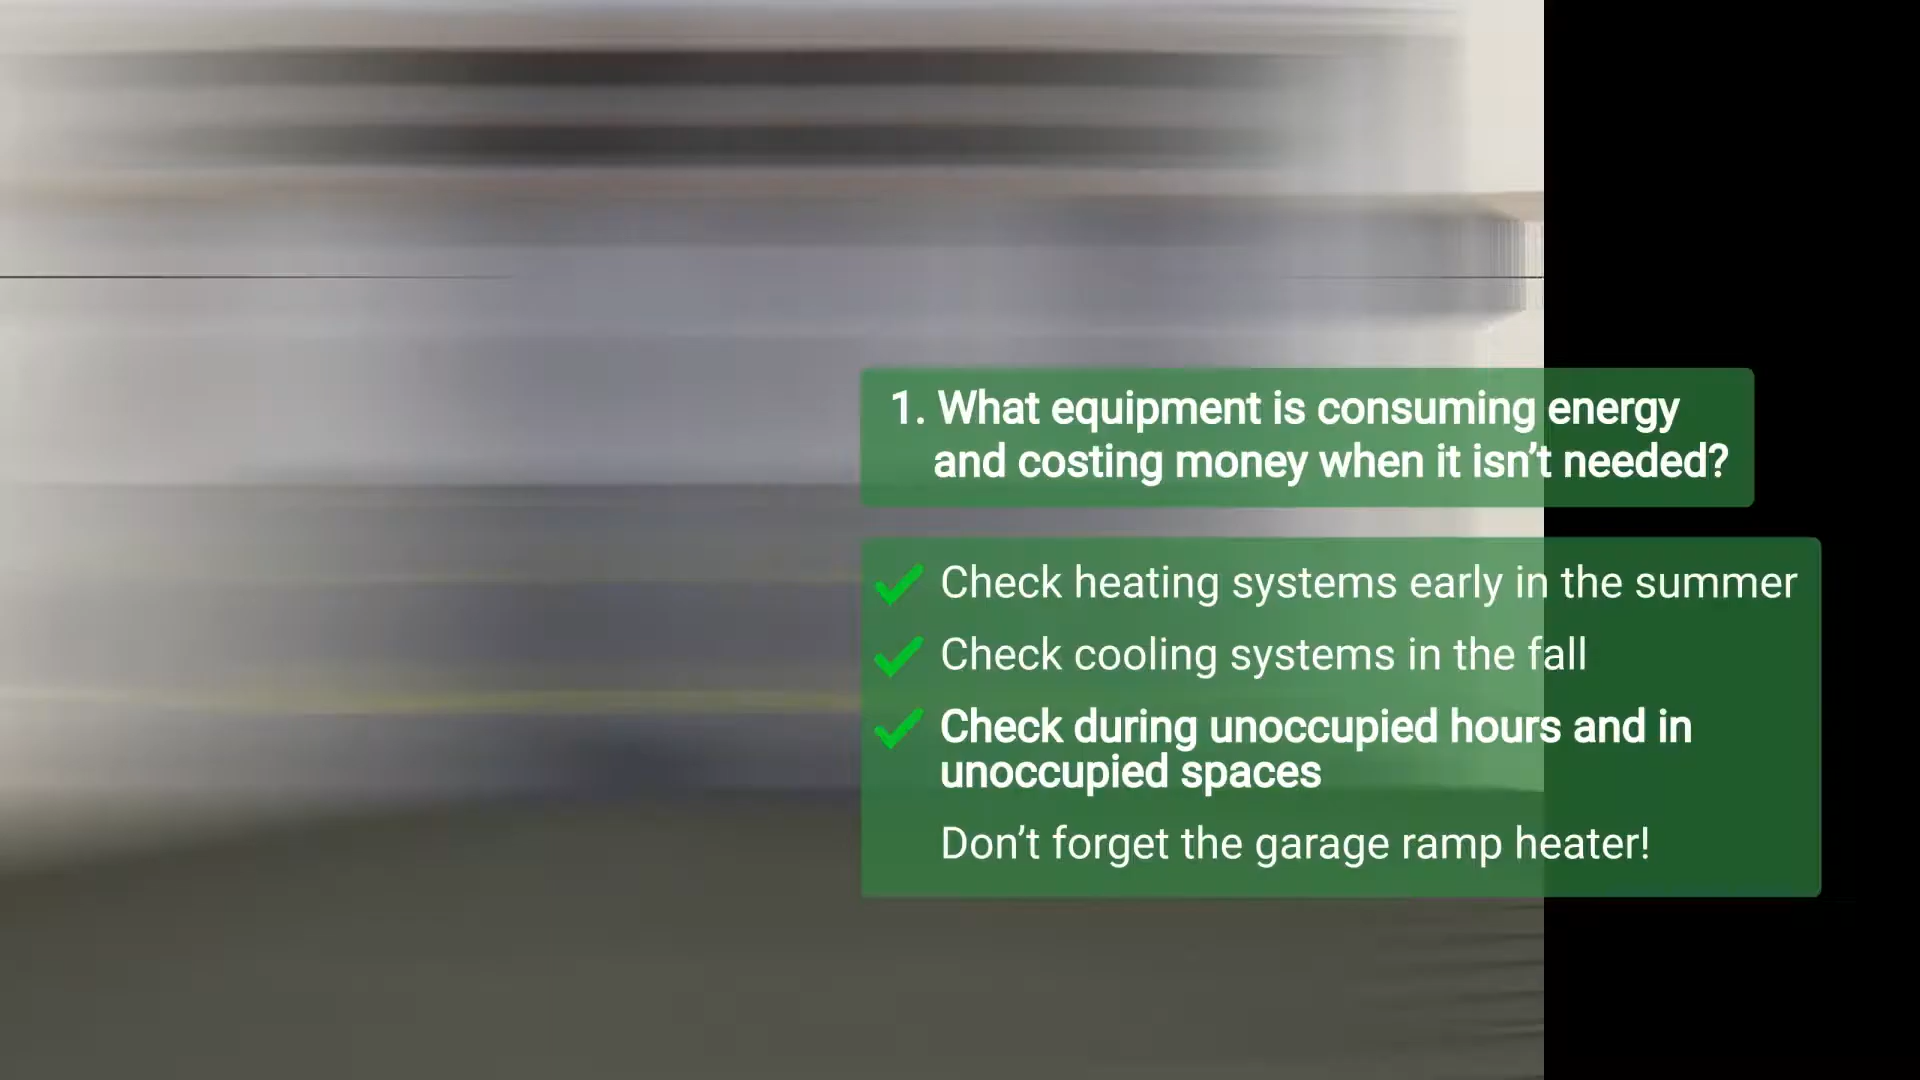 1. What equipment is consuming energy
and costing money when it isn’t needed?
Check heating systems early in the summer
Check cooling systems in the fall
Check during unoccupied hours and in
unoccupied spaces
Don’t forget the garage ramp heater!